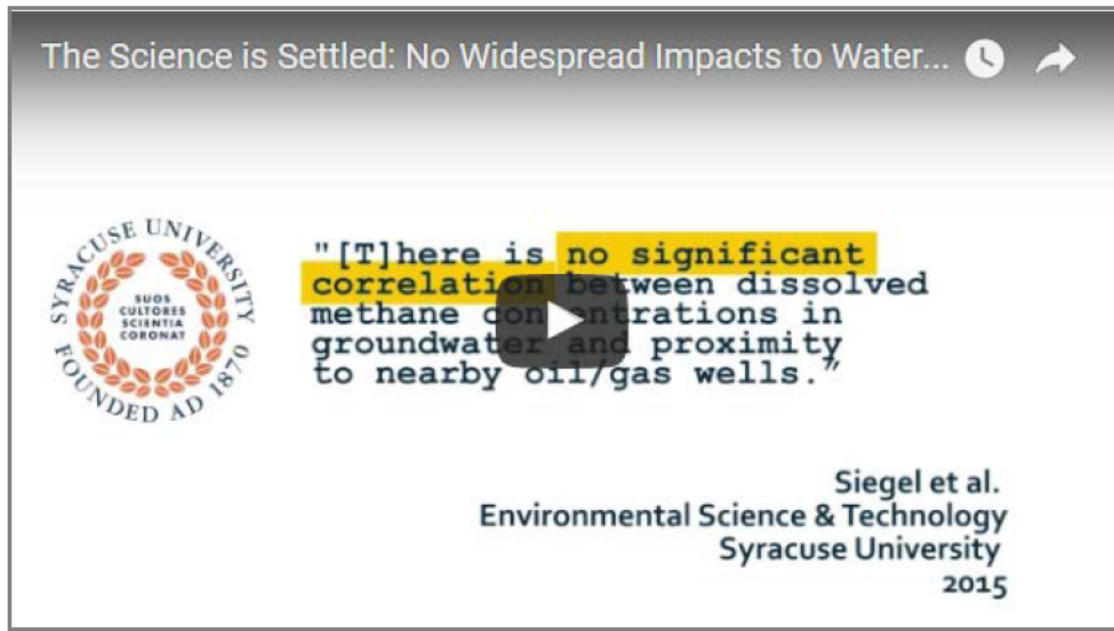 The Science is Settled: No Widespread Impacts to Water...
SYRACUSE UNIVERSITY
FOUNDED AD 1870
SUOS
CULTORES
SCIENTIA
CORONAT
"[T]here is no significant
correlation between dissolved
methane concentrations in
groundwater and proximity
to nearby oil/gas wells."
Siegel et al.
Environmental Science & Technology
Syracuse University
2015